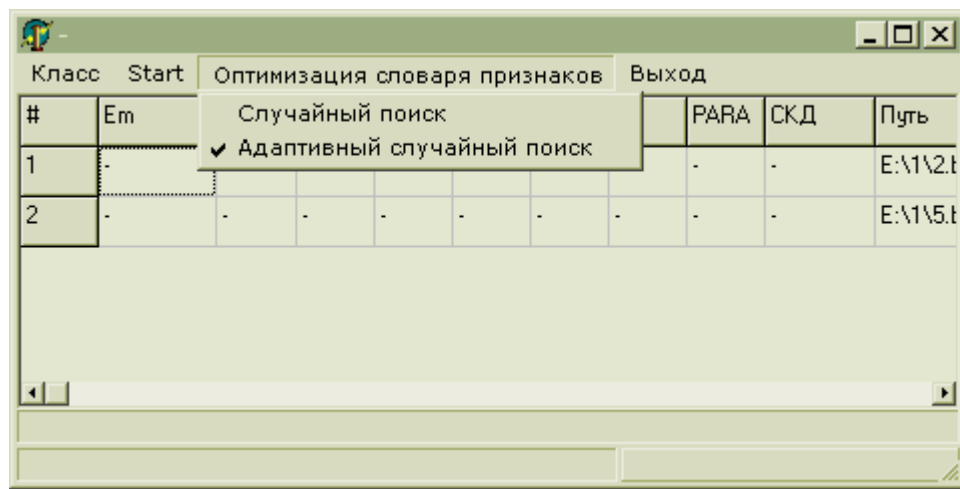 -
Класс Start Оптимизация словаря признаков Выход
Случайный поиск
Адаптивный случайный поиск
# Em PARA СКД Путь
1 - - - E:\1\2.b
2 - - - - - - - - - E:\1\5.b